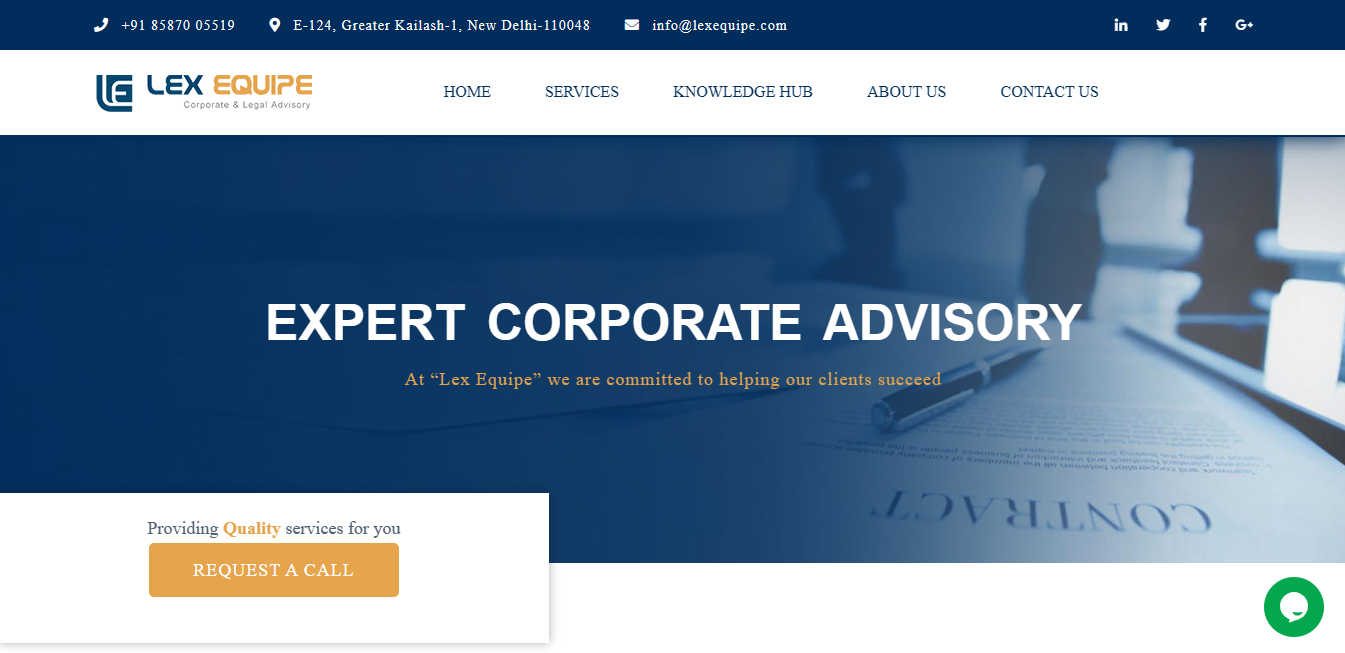 +91 85870 05519 E-124, Greater Kailash-1, New Delhi-110048 info@lexequipe.com
LEX EQUIPE
Corporate & Legal Advisory
HOME SERVICES KNOWLEDGE HUB ABOUT US CONTACT US
EXPERT CORPORATE ADVISORY
At “Lex Equipe” we are committed to helping our clients succeed
CONTRACT
Providing Quality services for you
REQUEST A CALL